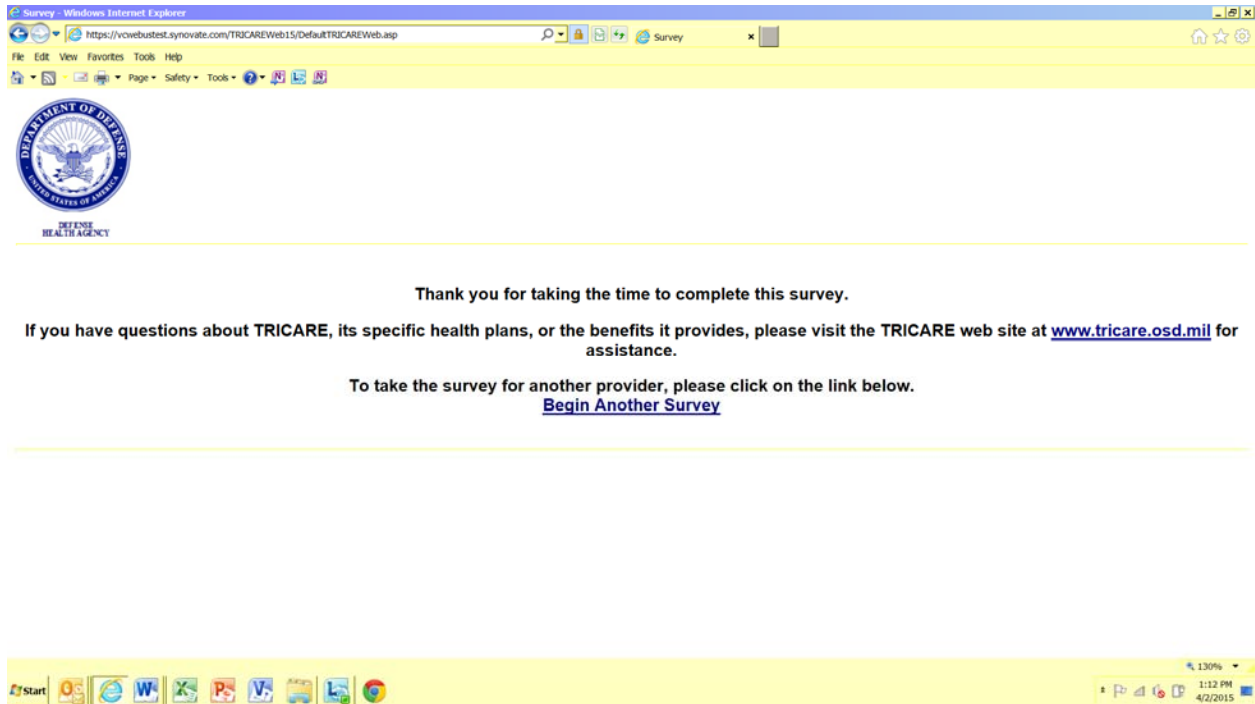 Survey - Windows Internet Explorer
https://vcwebustest.synovate.com/TRICAREWeb15/DefaultTRICAREWeb.asp
Survey
File Edit View Favorites Tools Help
Page Safety Tools
DEPARTMENT OF DEFENSE
UNITED STATES OF AMERICA
DEFENSE
HEALTH AGENCY
Thank you for taking the time to complete this survey.
If you have questions about TRICARE, its specific health plans, or the benefits it provides, please visit the TRICARE web site at www.tricare.osd.mil for
assistance.
To take the survey for another provider, please click on the link below.
Begin Another Survey
130%
Start
1:12 PM
4/2/2015